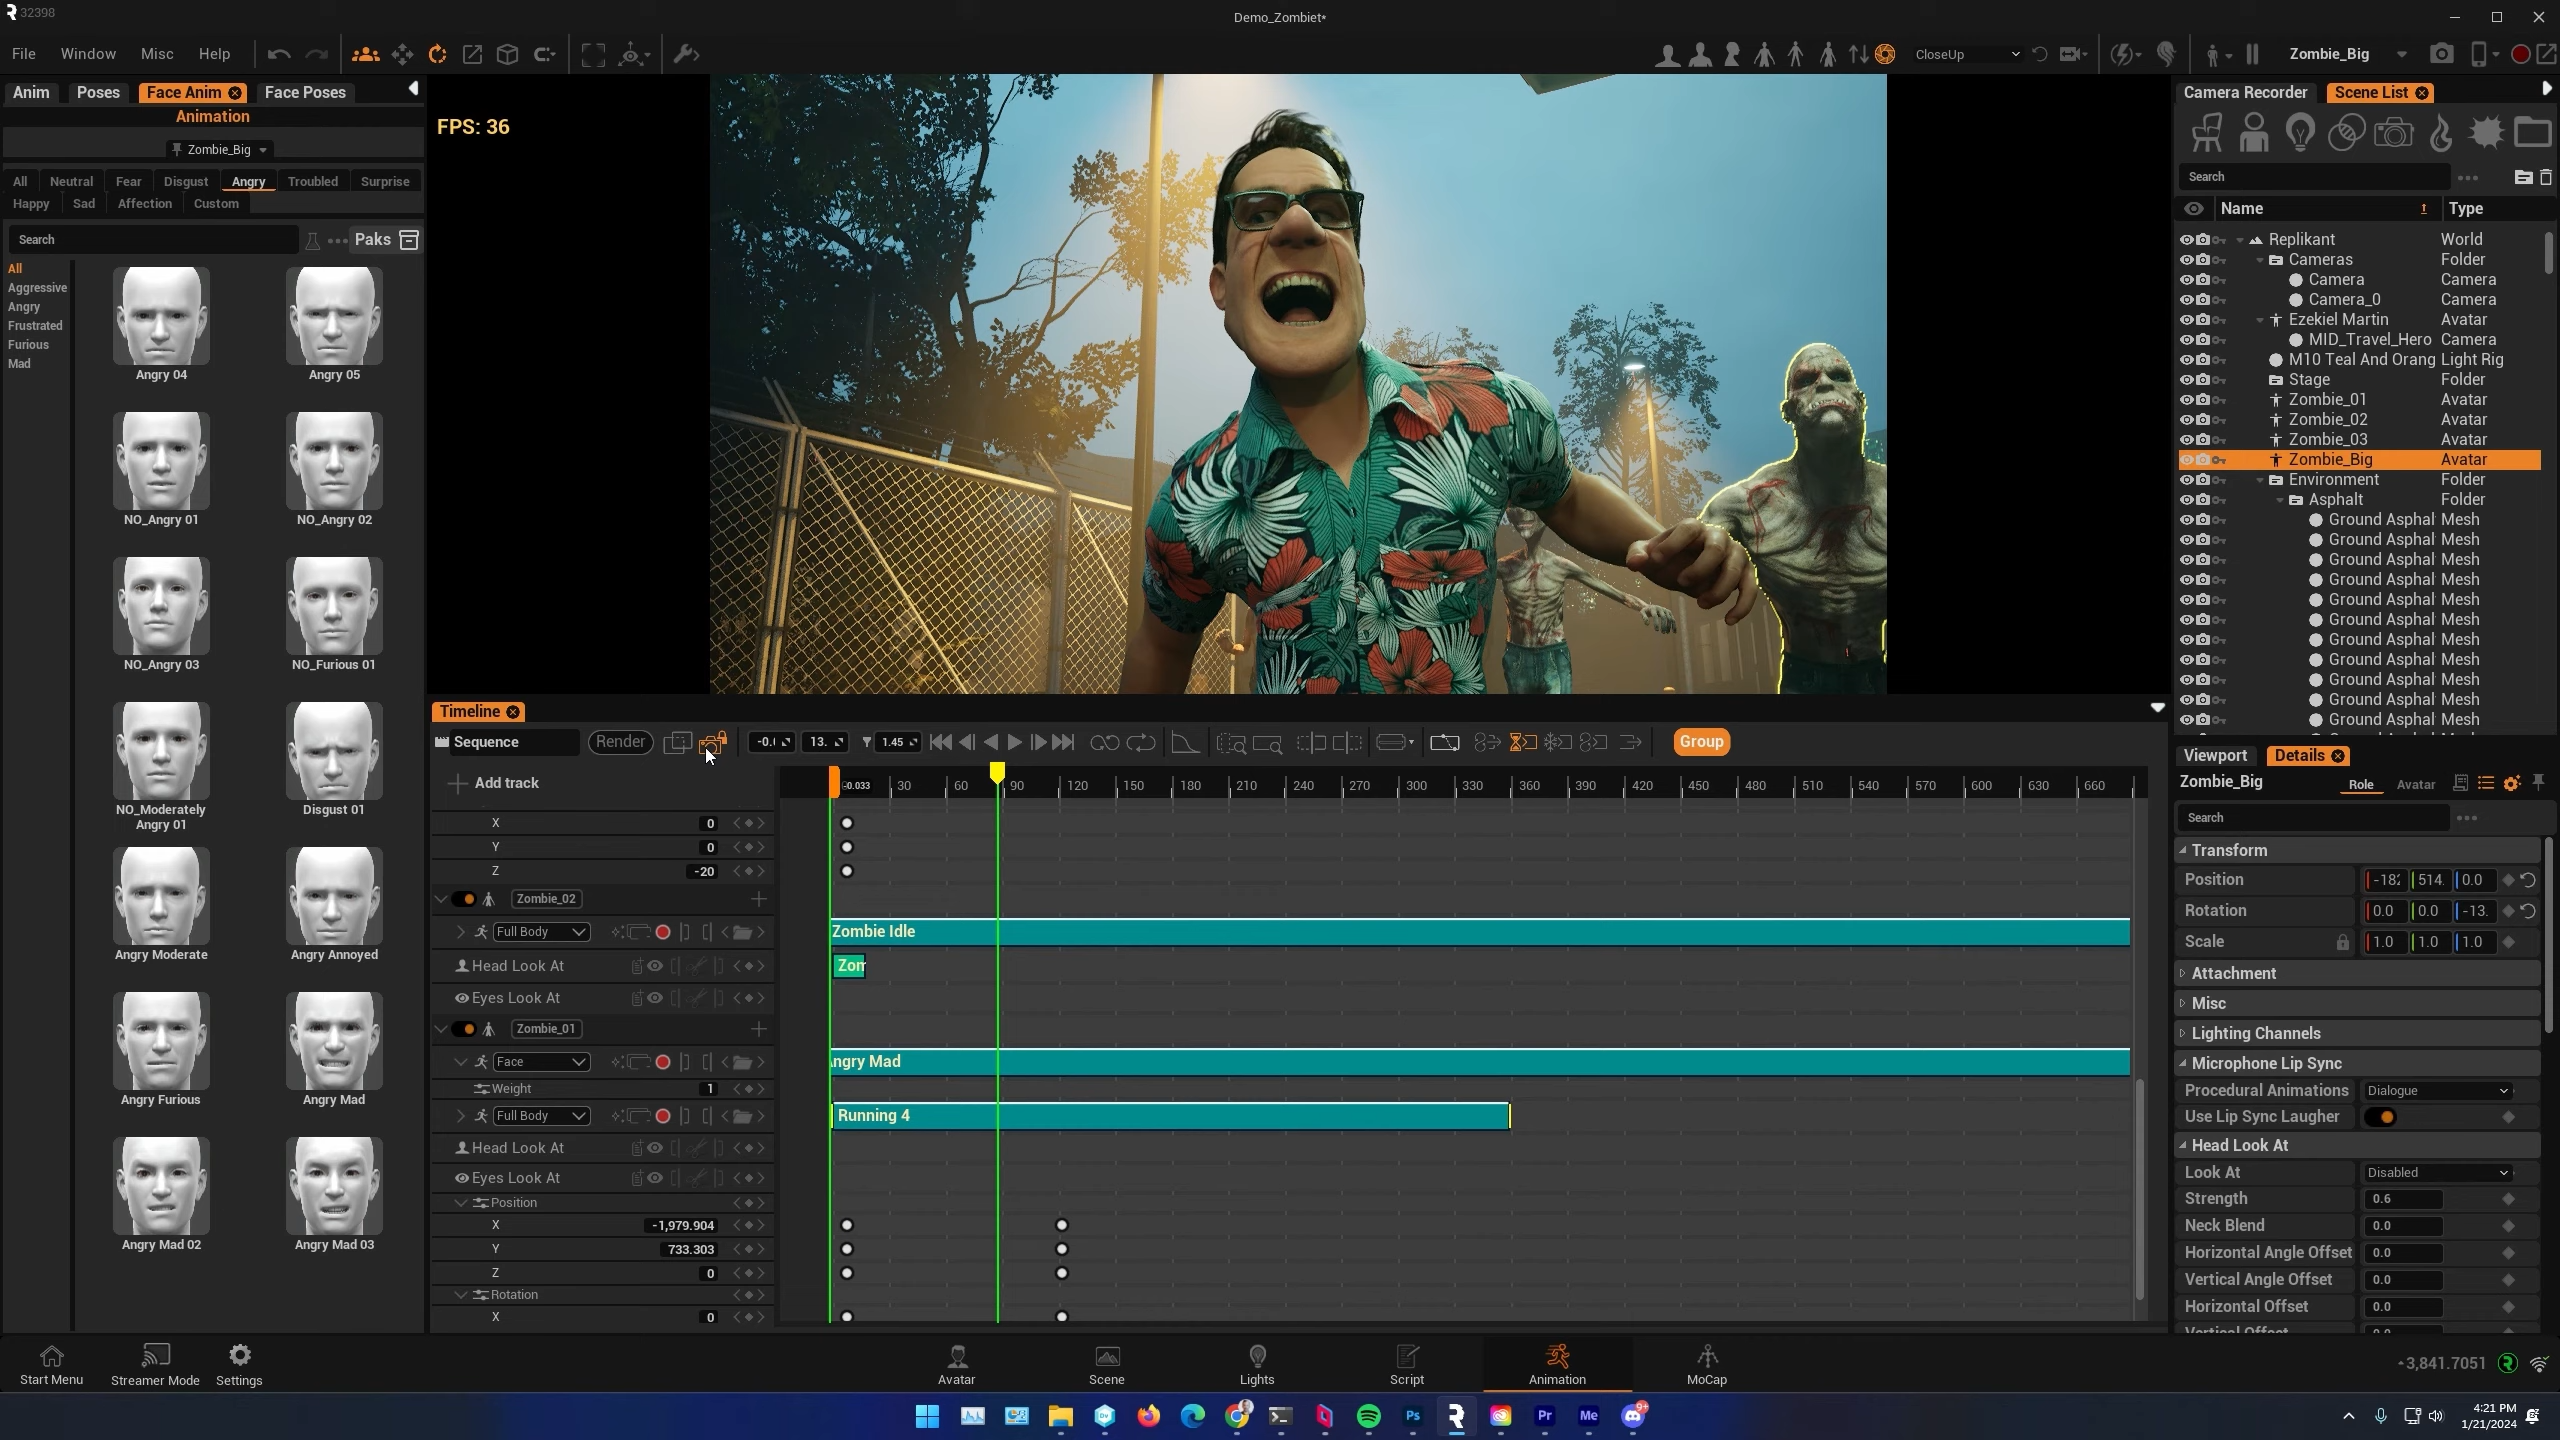 32398
Demo_Zombiet*
File
Window
Misc
Help
CloseUp
Zombie_Big
Anim
Poses
Face Anim
Face Poses
Animation
Zombie_Big
All
Neutral
Fear
Disgust
Angry
Troubled
Surprise
Happy
Sad
Affection
Custom
Search
Paks
All
Aggressive
Angry
Frustrated
Furious
Mad
Angry 04
Angry 05
NO_Angry 01
NO_Angry 02
NO_Angry 03
NO_Furious 01
NO_Moderately
Angry 01
Disgust 01
Angry Moderate
Angry Annoyed
Angry Furious
Angry Mad
Angry Mad 02
Angry Mad 03
FPS: 36
Camera Recorder
Scene List
Search
Name
Type
Replikant World
Cameras Folder
Camera Camera
Camera_0 Camera
Ezekiel Martin Avatar
MID_Travel_Hero Camera
M10 Teal And Orang Light Rig
Stage Folder
Zombie_01 Avatar
Zombie_02 Avatar
Zombie_03 Avatar
Zombie_Big Avatar
Environment Folder
Asphalt Folder
Ground Asphal Mesh
Ground Asphal Mesh
Ground Asphal Mesh
Ground Asphal Mesh
Ground Asphal Mesh
Ground Asphal Mesh
Ground Asphal Mesh
Ground Asphal Mesh
Ground Asphal Mesh
Ground Asphal Mesh
Ground Asphal Mesh
Timeline
Sequence
Render
13.
1.45
Group
Add track
-0.033 30 60 90 120 150 180 210 240 270 300 330 360 390 420 450 480 510 540 570 600 630 660
X 0
Y 0
Z -20
Zombie_02
Full Body
Zombie Idle
Head Look At
Zom
Eyes Look At
Zombie_01
Face
Angry Mad
Weight 1
Full Body
Running 4
Head Look At
Eyes Look At
Position
X -1,979.904
Y 733.303
Z 0
Rotation
X 0
Viewport
Details
Zombie_Big
Role
Avatar
Search
Transform
Position -182 514. 0.0
Rotation 0.0 0.0 -13.
Scale 1.0 1.0 1.0
Attachment
Misc
Lighting Channels
Microphone Lip Sync
Procedural Animations Dialogue
Use Lip Sync Laugher
Head Look At
Look At Disabled
Strength 0.6
Neck Blend 0.0
Horizontal Angle Offset 0.0
Vertical Angle Offset 0.0
Horizontal Offset 0.0
Start Menu
Streamer Mode
Settings
Avatar
Scene
Lights
Script
Animation
MoCap
3,841.7051
Ps
Pr
Me
9+
4:21 PM
1/21/2024